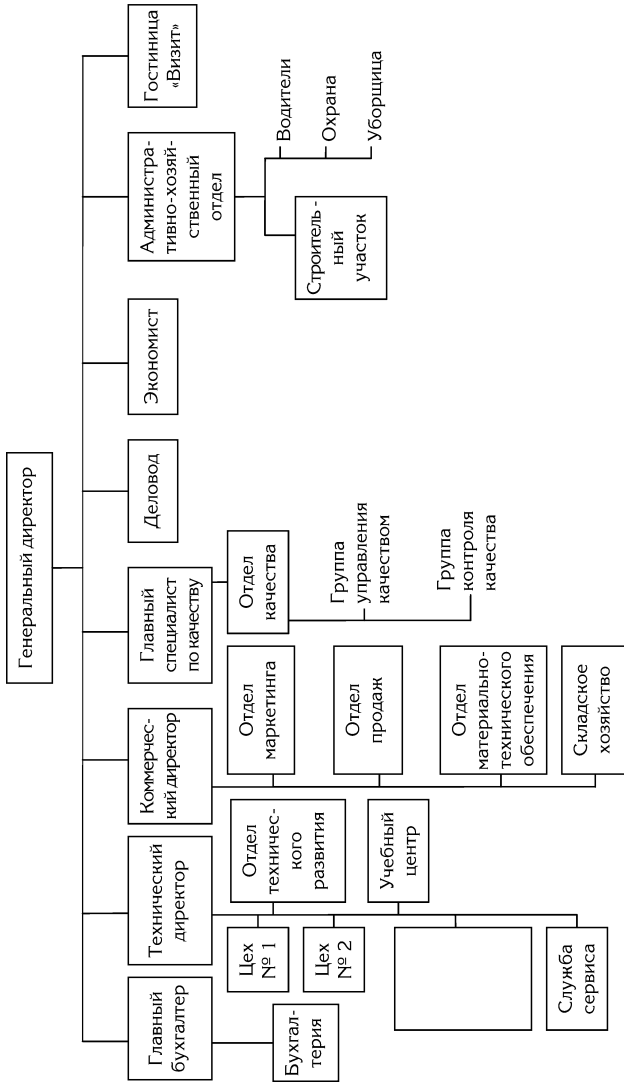 Генеральный директор
Главный
бухгалтер
Технический
директор
Коммерчес-
кий директор
Главный
специалист
по качеству
Деловод
Экономист
Администра-
тивно-хозяй-
ственный
отдел
Гостиница
«Визит»
Бухгал-
терия
Цех
№ 1
Цех
№ 2
Служба
сервиса
Отдел
техничес-
кого
развития
Учебный
центр
Отдел
маркетинга
Отдел
продаж
Отдел
материально-
технического
обеспечения
Складское
хозяйство
Отдел
качества
Группа
управления
качеством
Группа
контроля
качества
Строитель-
ный
участок
Водители
Охрана
Уборщица